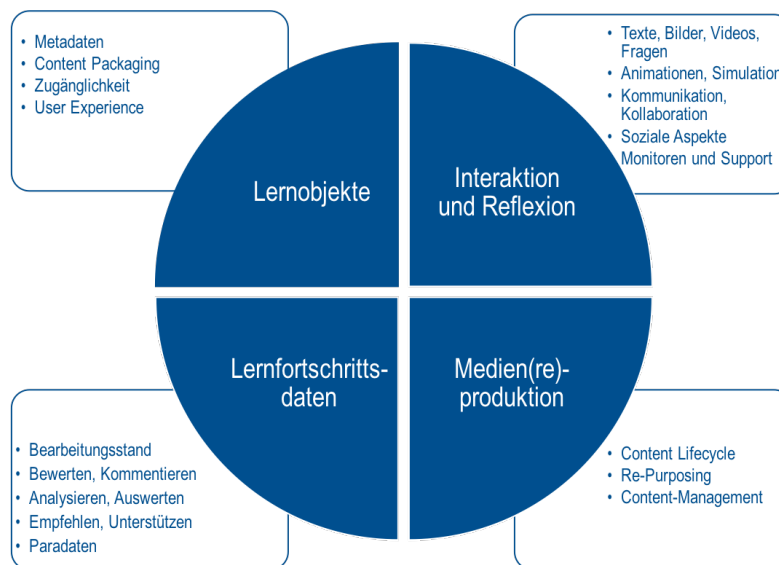 Metadaten
Content Packaging
Zugänglichkeit
User Experience
Texte, Bilder, Videos,
Fragen
Animationen, Simulation
Kommunikation,
Kollaboration
Soziale Aspekte
Monitoren und Support
Lernobjekte
Interaktion
und Reflexion
Lernfortschritts-
daten
Medien(re)-
produktion
Bearbeitungsstand
Bewerten, Kommentieren
Analysieren, Auswerten
Empfehlen, Unterstützen
Paradaten
Content Lifecycle
Re-Purposing
Content-Management